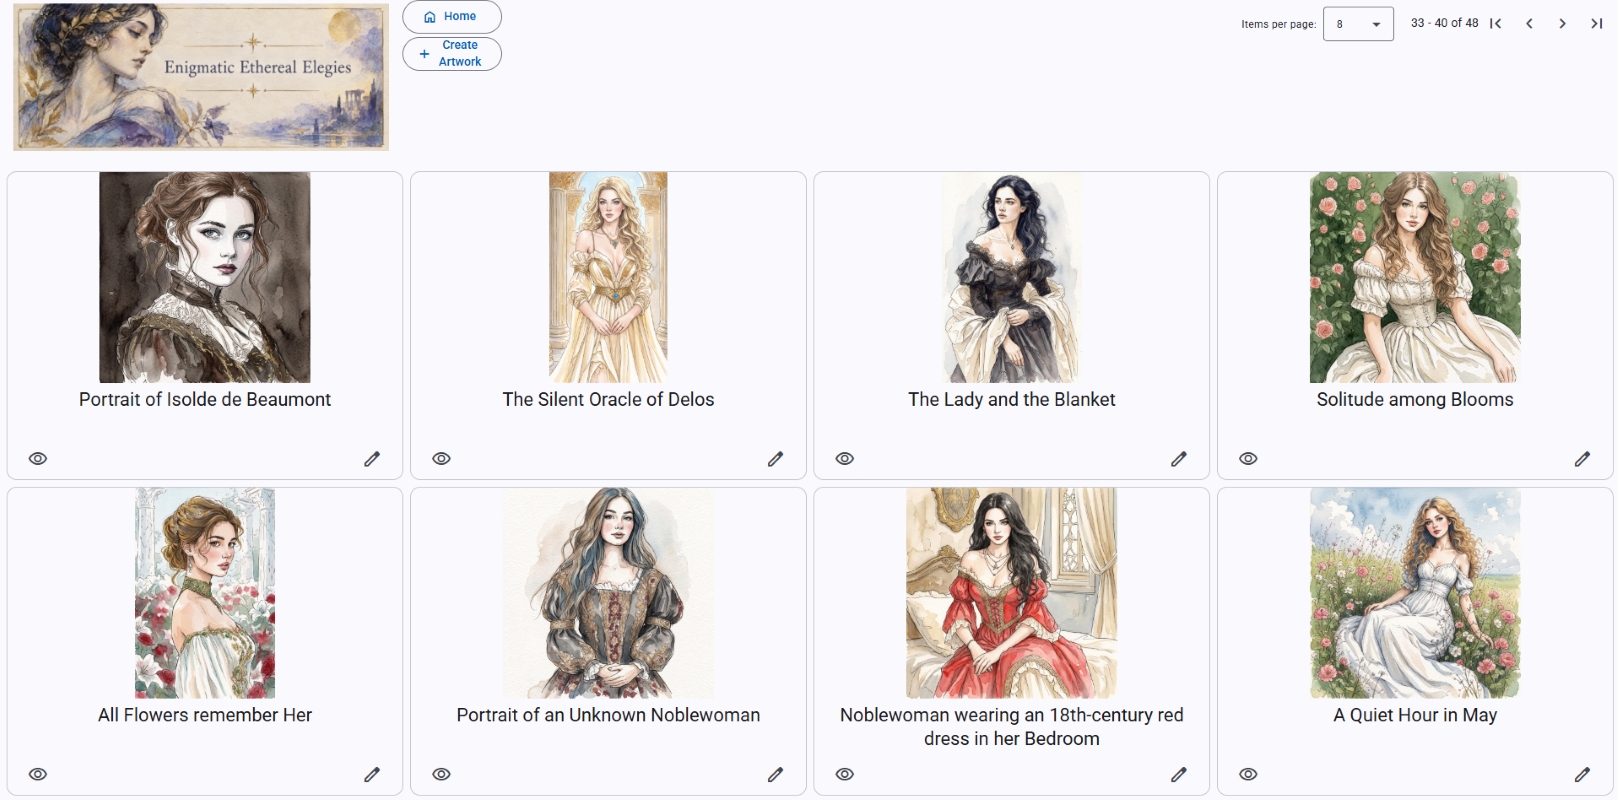 Enigmatic Ethereal Elegies
Home
Create
Artwork
Items per page:
8
33 - 40 of 48
Portrait of Isolde de Beaumont
The Silent Oracle of Delos
The Lady and the Blanket
Solitude among Blooms
All Flowers remember Her
Portrait of an Unknown Noblewoman
Noblewoman wearing an 18th-century red
dress in her Bedroom
A Quiet Hour in May